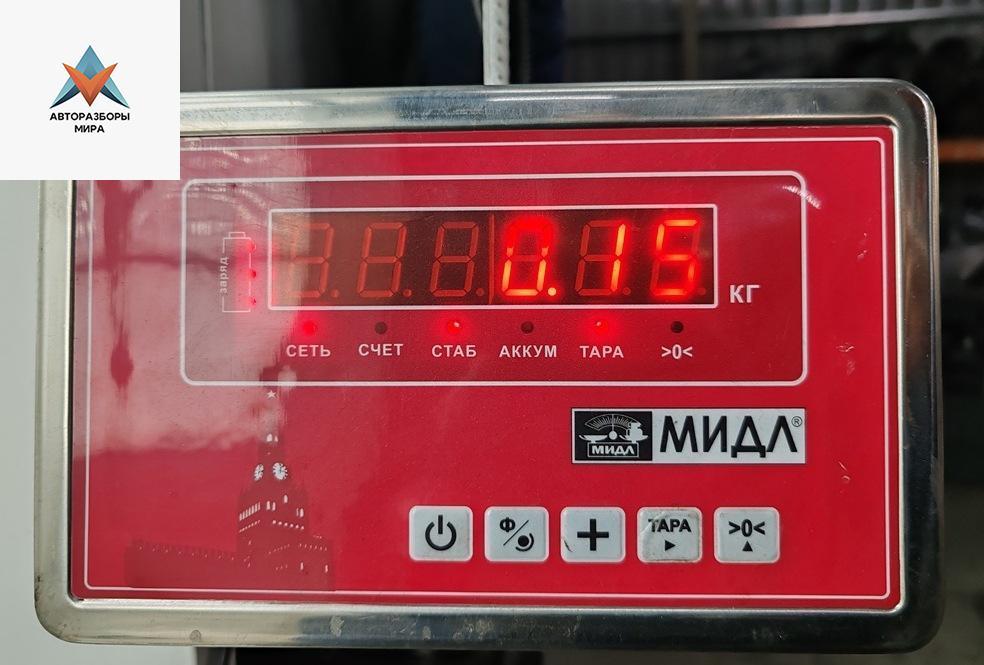 АВТОРАЗБОРЫ
МИРА
заряд
0.15
КГ
СЕТЬ СЧЕТ СТАБ АККУМ ТАРА >0<
МИДЛ МИДЛ®
Ф/ + ТАРА >0<